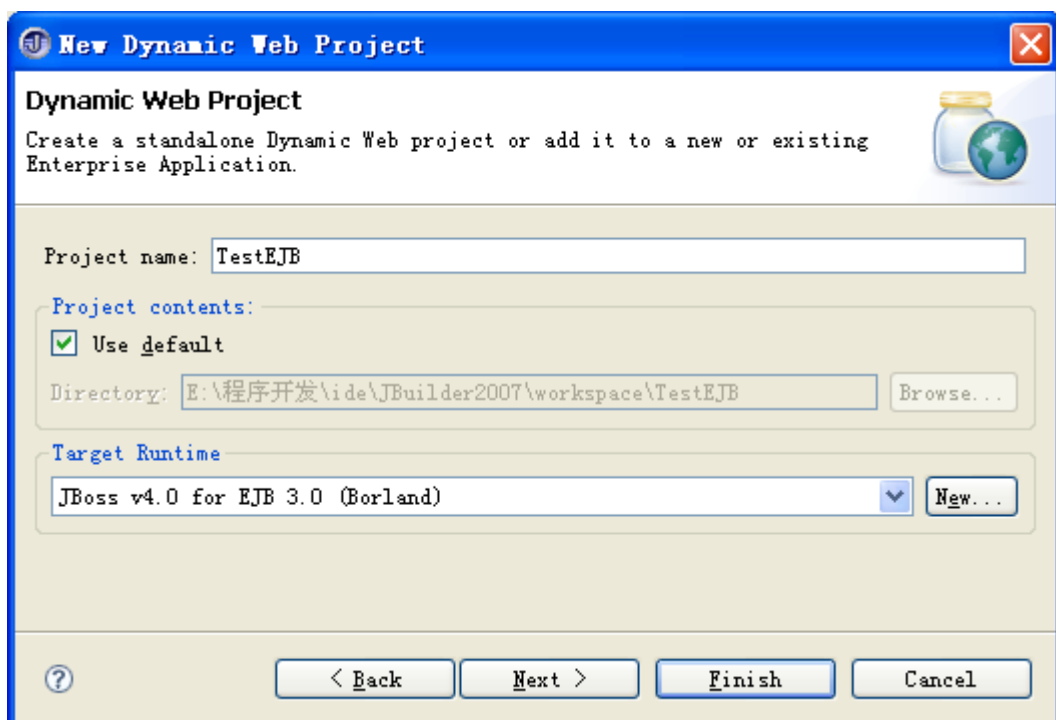 New Dynamic Web Project
Dynamic Web Project
Create a standalone Dynamic Web project or add it to a new or existing
Enterprise Application.
Project name: TestEJB
Project contents:
Use default
Directory: E:\程序开发\ide\JBuilder2007\workspace\TestEJB Browse...
Target Runtime
JBoss v4.0 for EJB 3.0 (Borland) New...
? < Back Next > Finish Cancel